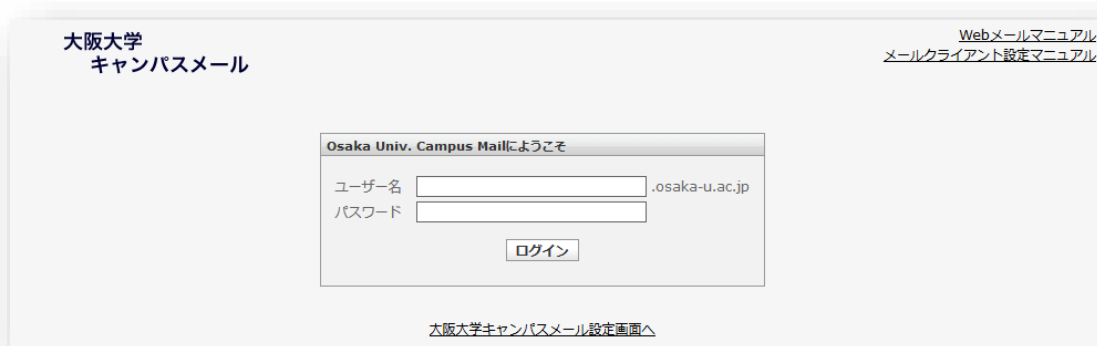 大阪大学
キャンパスメール
Webメールマニュアル
メールクライアント設定マニュアル
Osaka Univ. Campus Mailにようこそ
ユーザー名 .osaka-u.ac.jp
パスワード
ログイン
大阪大学キャンパスメール設定画面へ